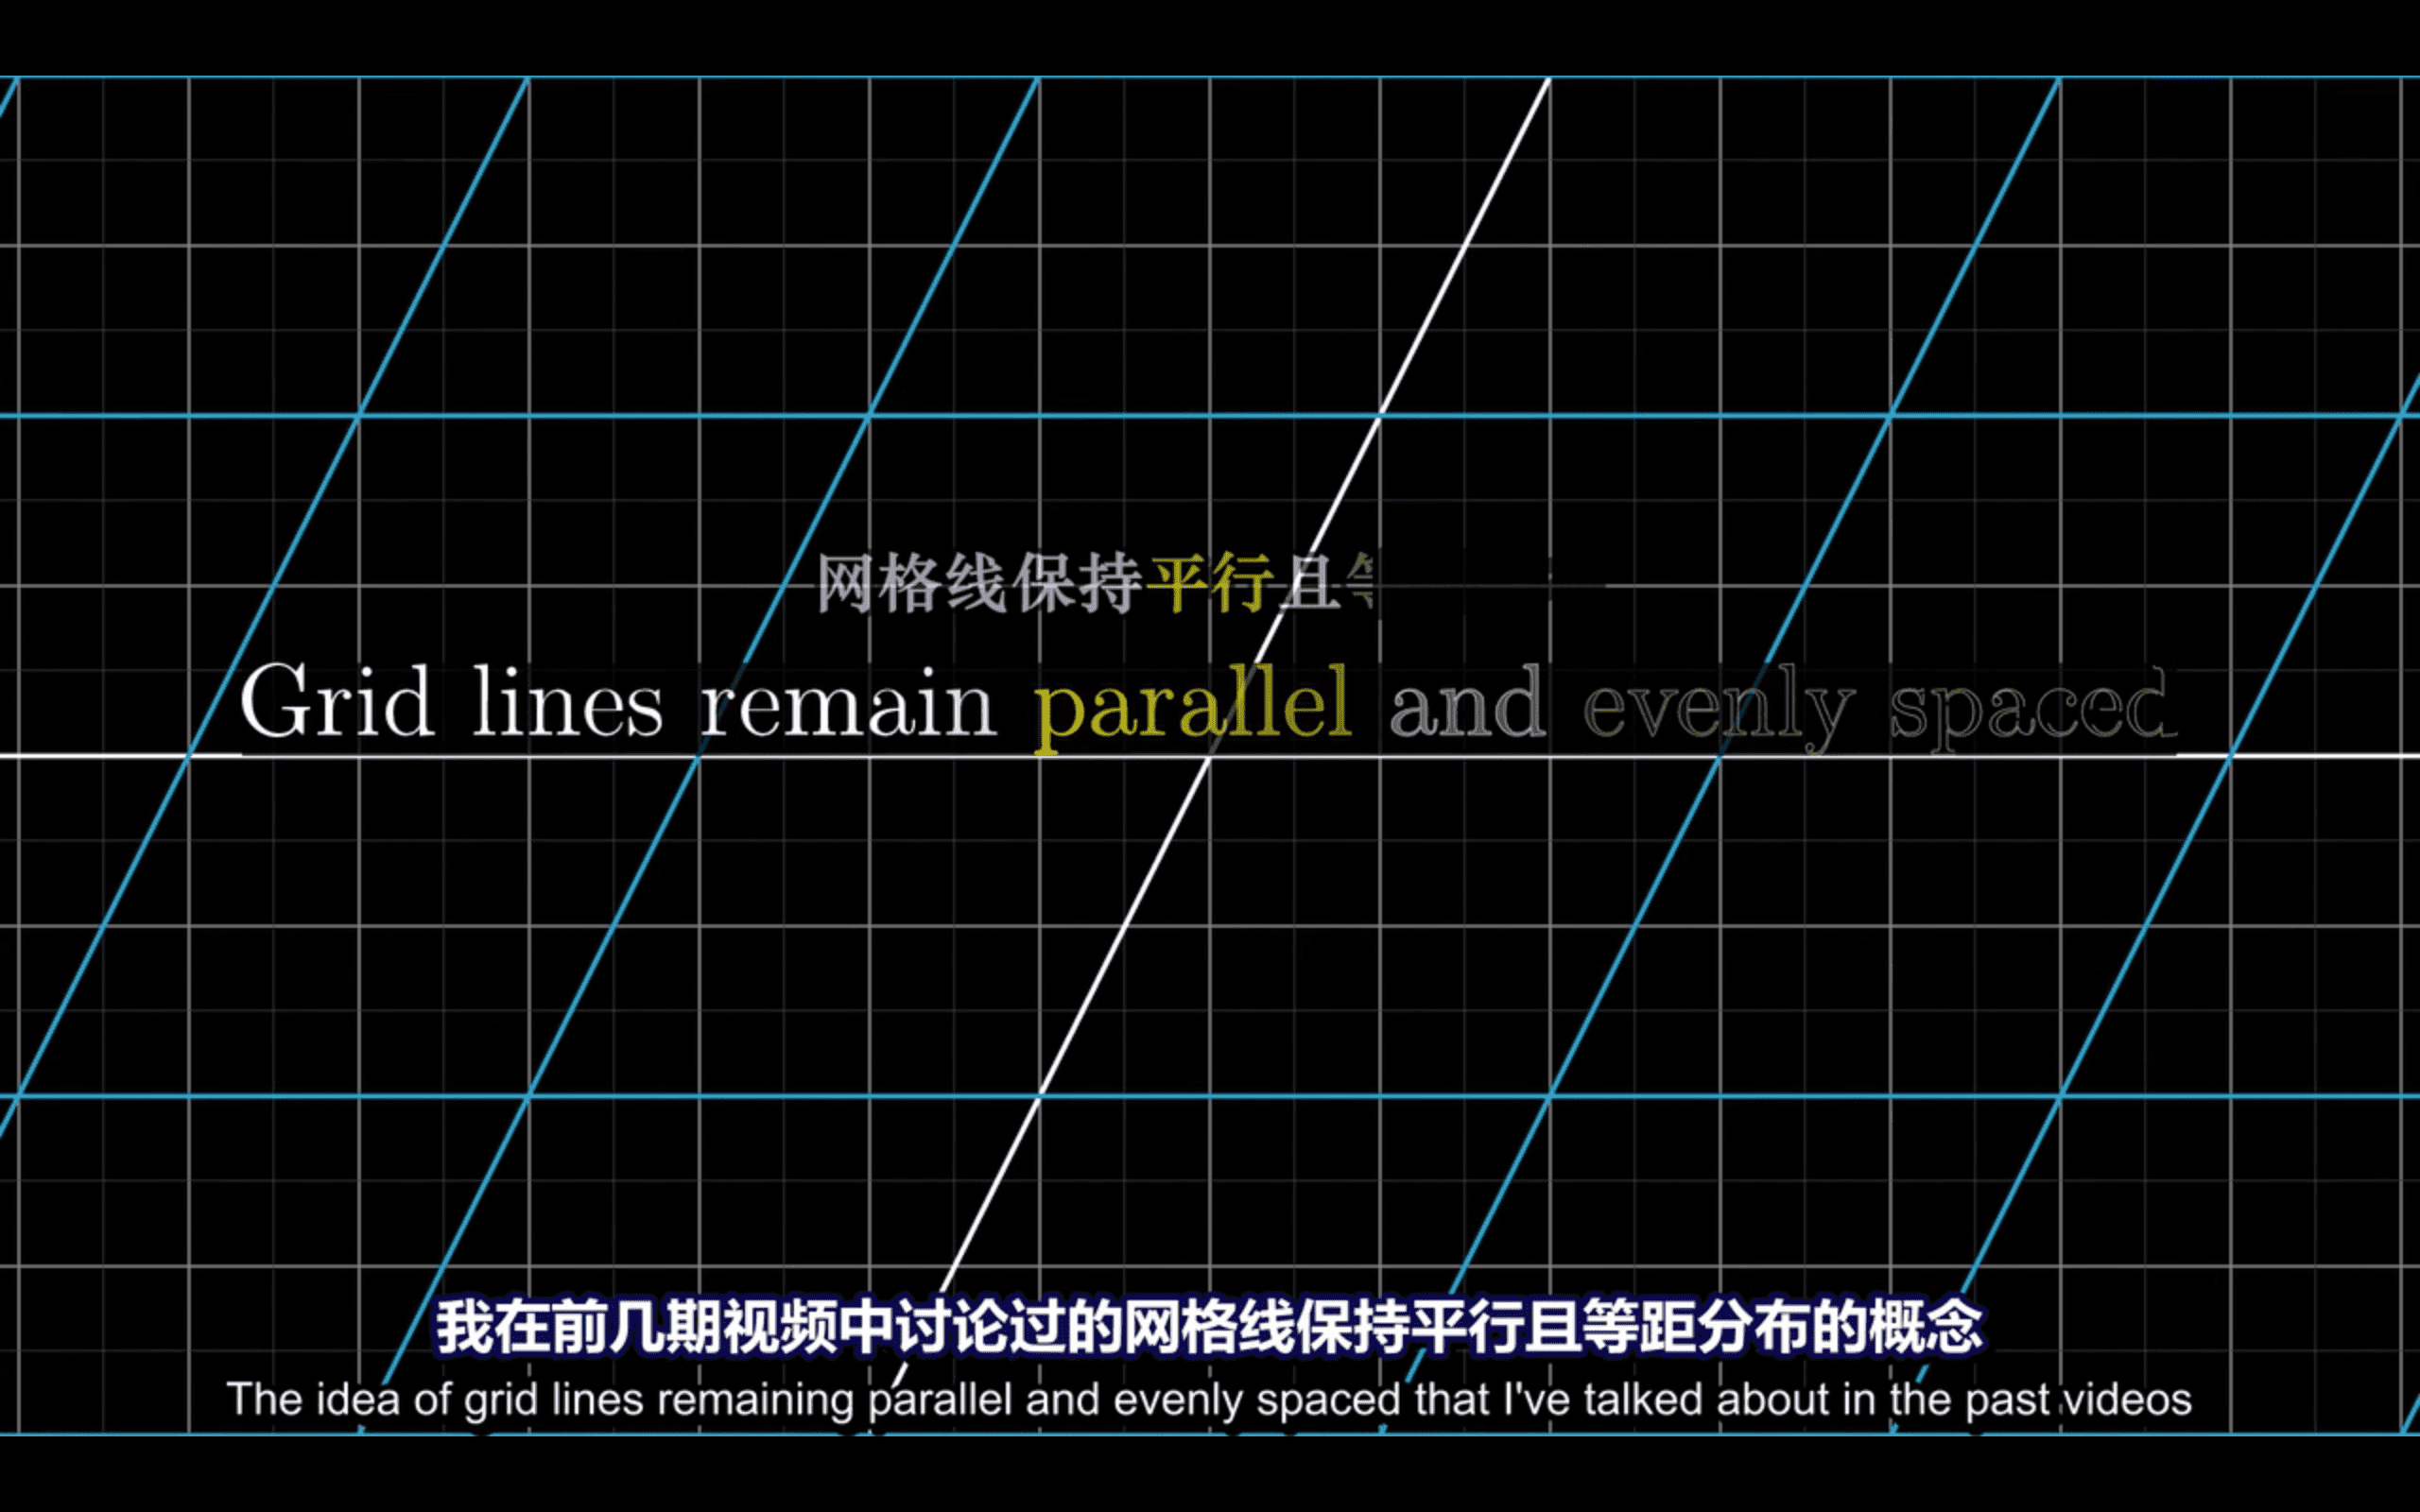 网格线保持平行且
Grid lines remain parallel and evenly spaced
我在前几期视频中讨论过的网格线保持平行且等距分布的概念
The idea of grid lines remaining parallel and evenly spaced that I've talked about in the past videos